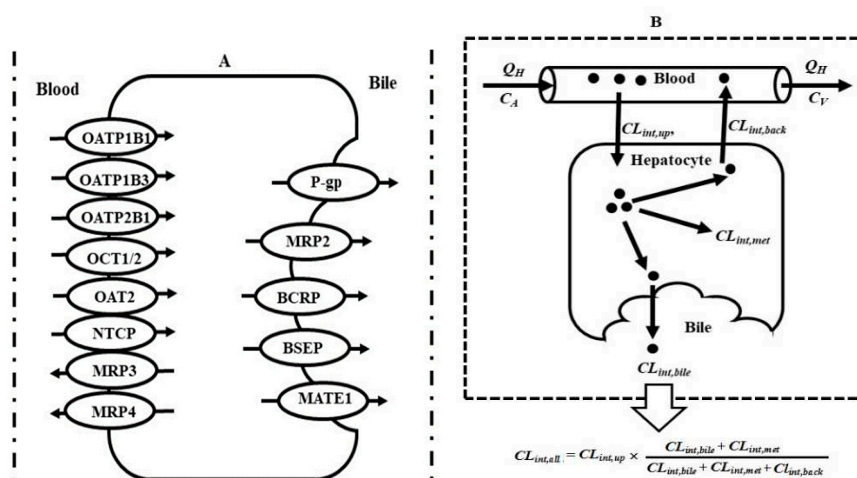 A
Blood
Bile
OATP1B1
OATP1B3
OATP2B1
OCT1/2
OAT2
NTCP
MRP3
MRP4
P-gp
MRP2
BCRP
BSEP
MATE1
B
Q_H
C_A
Blood
Q_H
C_V
CL_int,up,
CL_int,back
Hepatocyte
CL_int,met
Bile
CL_int,bile
CL_int,all. = CL_int,up × (CL_int,bile + CL_int,met) / (CL_int,bile + CL_int,met + Cl_int,back)